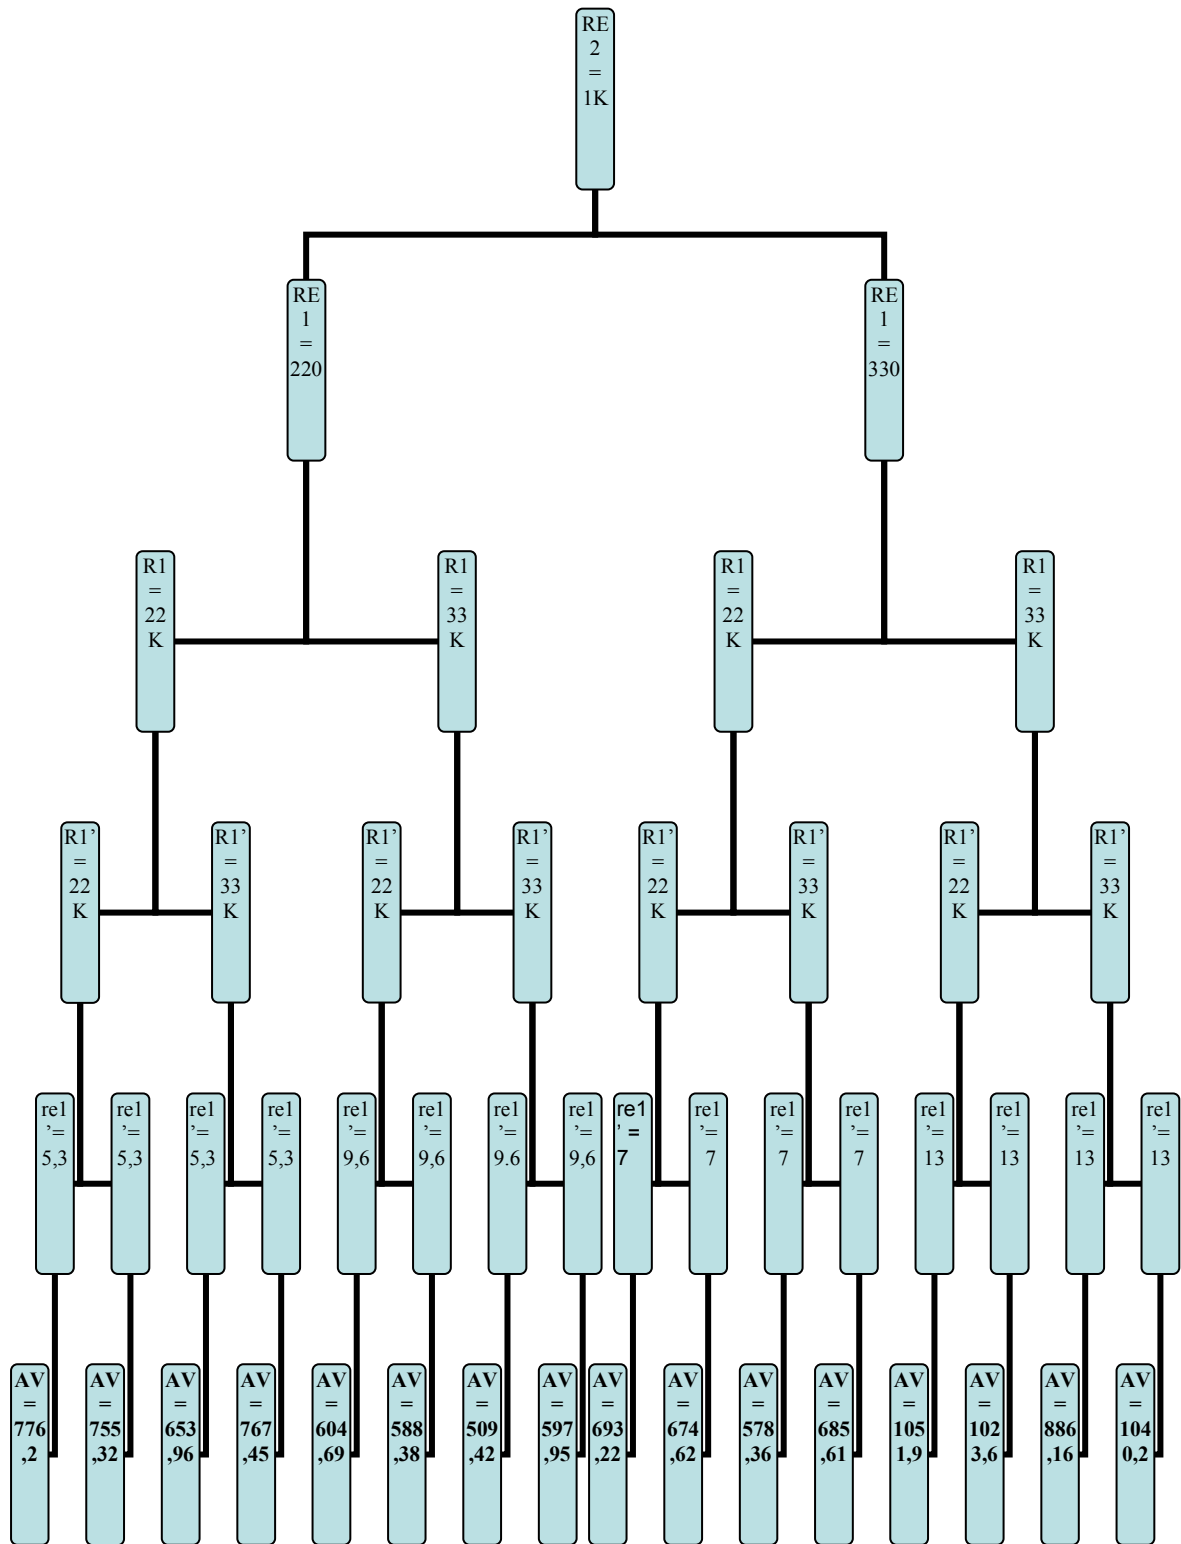 RE
2
=
1K
RE
1
=
220
RE
1
=
330
R1
=
22
K
R1
=
33
K
R1
=
22
K
R1
=
33
K
R1’
=
22
K
R1’
=
33
K
R1’
=
22
K
R1’
=
33
K
R1’
=
22
K
R1’
=
33
K
R1’
=
22
K
R1’
=
33
K
re1
’=
5,3
re1
’=
5,3
re1
’=
5,3
re1
’=
5,3
re1
’=
9,6
re1
’=
9,6
re1
’=
9.6
re1
’=
9,6
re1
’ =
7
re1
’=
7
re1
’=
7
re1
’=
7
re1
’=
13
re1
’=
13
re1
’=
13
re1
’=
13
AV
=
776
,2
AV
=
755
,32
AV
=
653
,96
AV
=
767
,45
AV
=
604
,69
AV
=
588
,38
AV
=
509
,42
AV
=
597
,95
AV
=
693
,22
AV
=
674
,62
AV
=
578
,36
AV
=
685
,61
AV
=
105
1,9
AV
=
102
3,6
AV
=
886
,16
AV
=
104
0,2